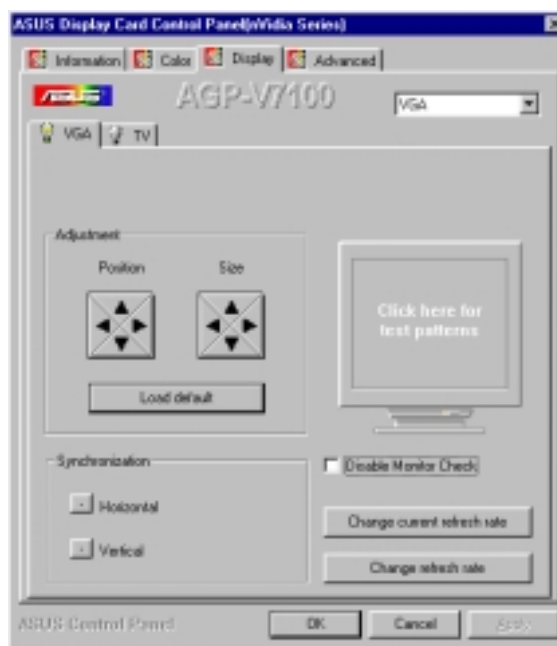 ASUS Display Card Control Panel(nVidia Series)
Information Color Display Advanced
ASUS AGP-V7100 VGA
VGA TV
Adjustment
Position Size
Click here for
test patterns
Load default
Synchronization
Disable Monitor Check
- Horizontal
Change current refresh rate
- Vertical
Change refresh rate
ASUS Control Panel OK Cancel Apply